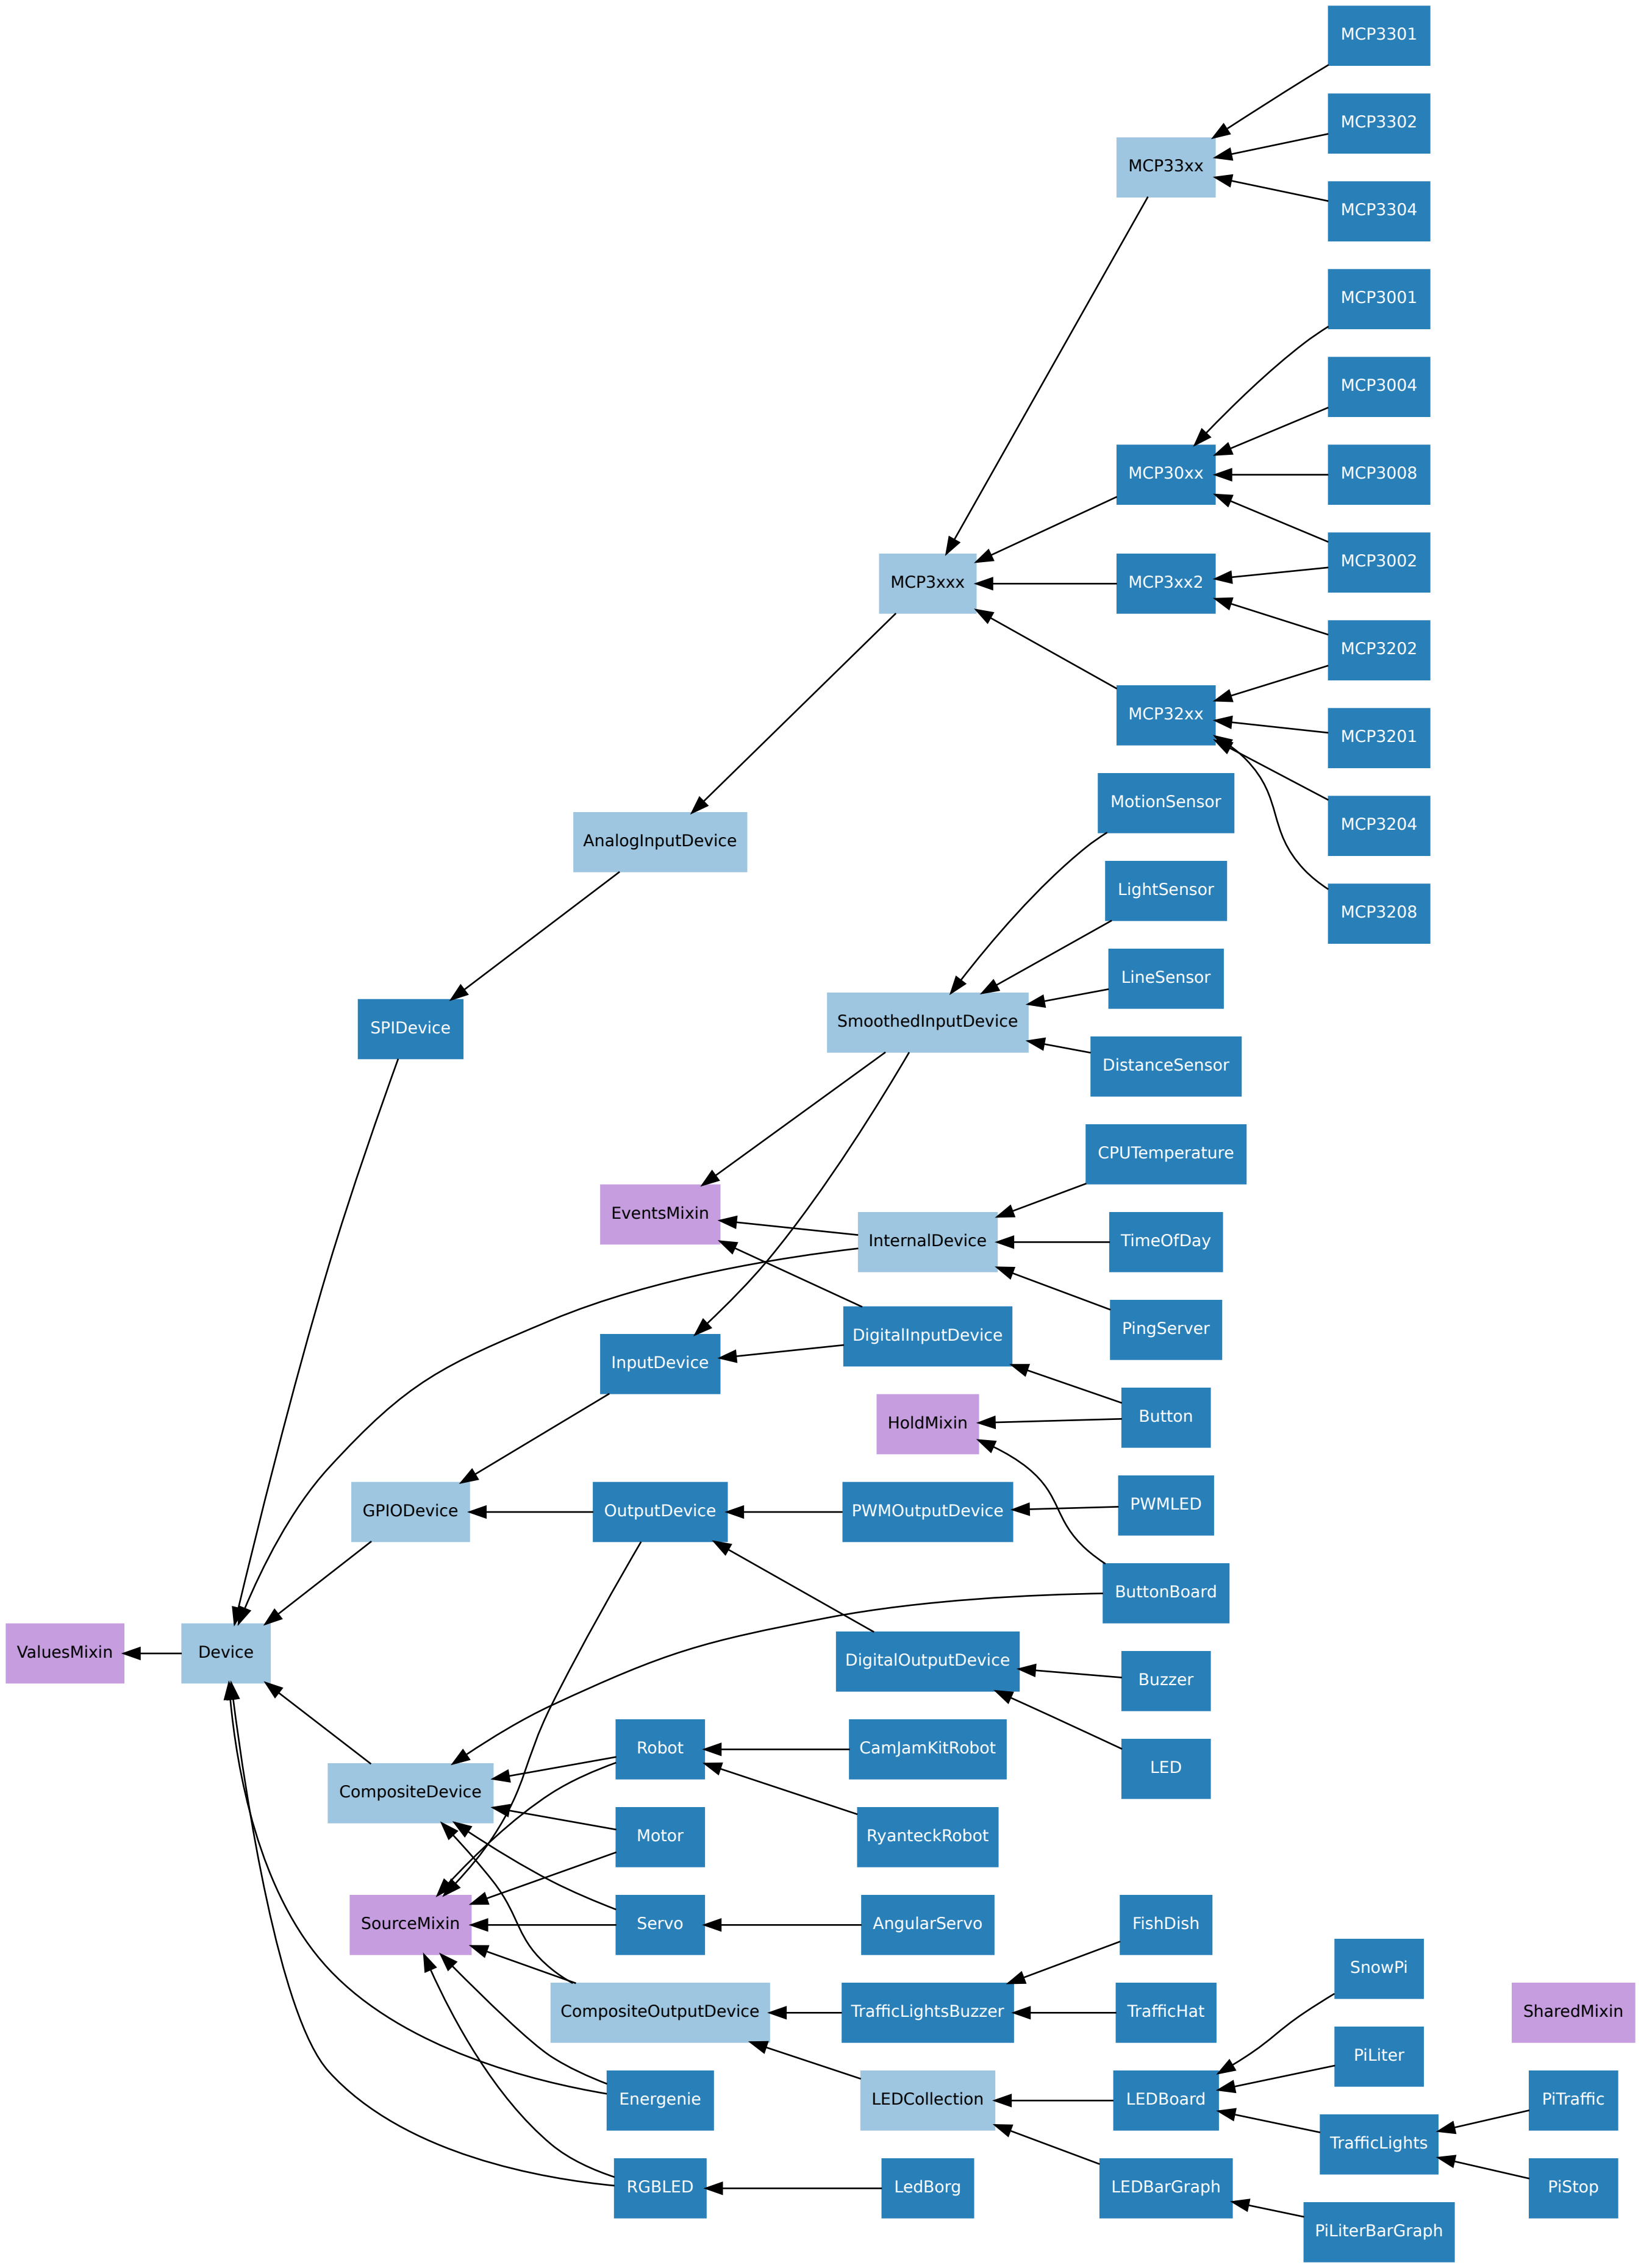 MCP3301
MCP3302
MCP33xx
MCP3304
MCP3001
MCP3004
MCP30xx
MCP3008
MCP3002
MCP3xxx
MCP3xx2
MCP3202
MCP32xx
MCP3201
MotionSensor
MCP3204
AnalogInputDevice
LightSensor
MCP3208
LineSensor
SmoothedInputDevice
SPIDevice
DistanceSensor
CPUTemperature
EventsMixin
InternalDevice
TimeOfDay
PingServer
DigitalInputDevice
InputDevice
Button
HoldMixin
PWMLED
GPIODevice
OutputDevice
PWMOutputDevice
ButtonBoard
ValuesMixin
Device
DigitalOutputDevice
Buzzer
Robot
CamJamKitRobot
LED
CompositeDevice
Motor
RyanteckRobot
SourceMixin
Servo
AngularServo
FishDish
SnowPi
CompositeOutputDevice
TrafficLightsBuzzer
TrafficHat
SharedMixin
PiLiter
Energenie
LEDCollection
LEDBoard
PiTraffic
TrafficLights
RGBLED
LedBorg
LEDBarGraph
PiStop
PiLiterBarGraph